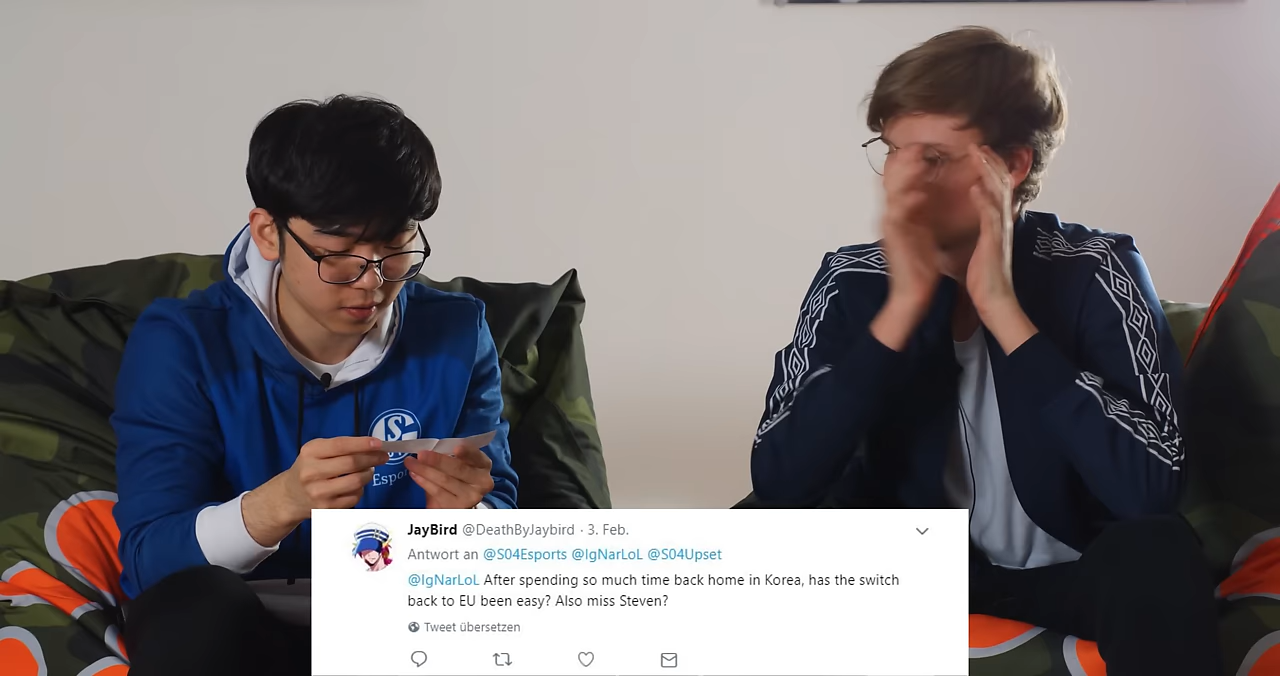 S
Espor
JayBird @DeathByJaybird · 3. Feb.
Antwort an @S04Esports @IgNarLoL @S04Upset
@IgNarLoL After spending so much time back home in Korea, has the switch
back to EU been easy? Also miss Steven?
Tweet übersetzen